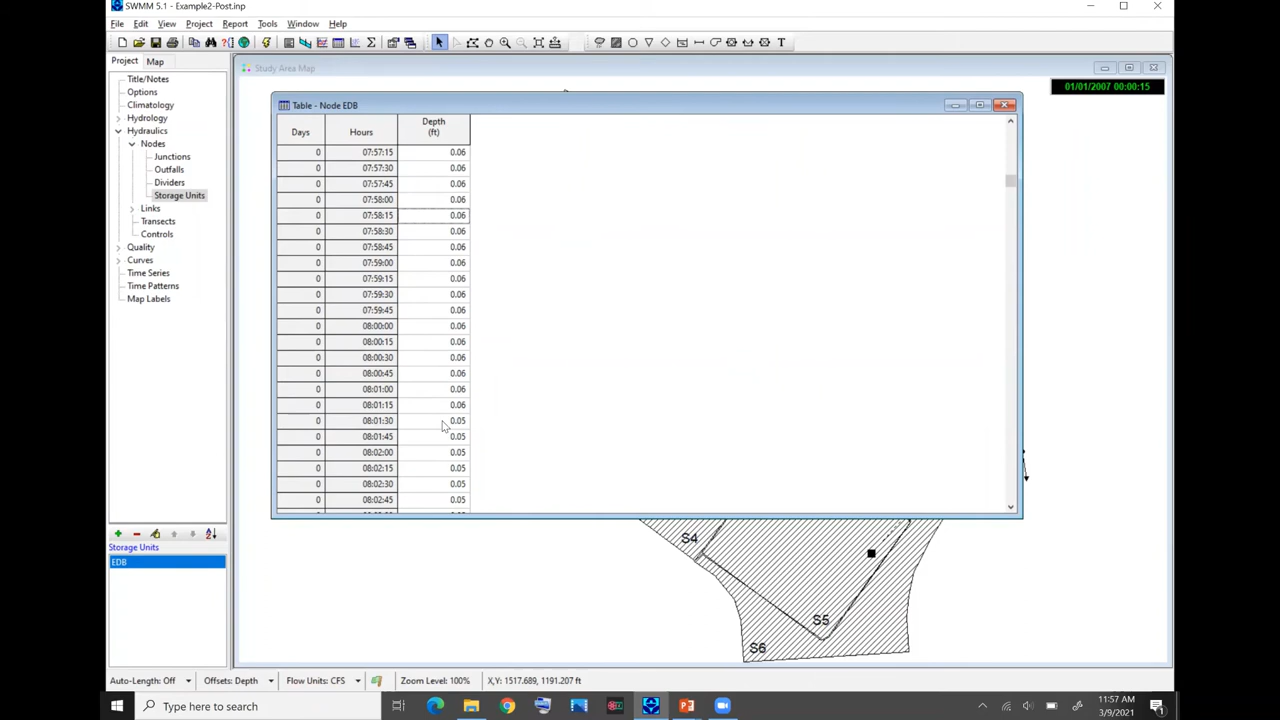 SWMM 5.1 - Example2-Post.inp
File Edit View Project Report Tools Window Help
Project Map
Title/Notes
Options
Climatology
Hydrology
Hydraulics
Nodes
Junctions
Outfalls
Dividers
Storage Units
Links
Transects
Controls
Quality
Curves
Time Series
Time Patterns
Map Labels
Storage Units
EDB
Study Area Map
01/01/2007 00:00:15
Table - Node EDB
Days Hours Depth (ft)
0 07:57:15 0.06
0 07:57:30 0.06
0 07:57:45 0.06
0 07:58:00 0.06
0 07:58:15 0.06
0 07:58:30 0.06
0 07:58:45 0.06
0 07:59:00 0.06
0 07:59:15 0.06
0 07:59:30 0.06
0 07:59:45 0.06
0 08:00:00 0.06
0 08:00:15 0.06
0 08:00:30 0.06
0 08:00:45 0.06
0 08:01:00 0.06
0 08:01:15 0.06
0 08:01:30 0.05
0 08:01:45 0.05
0 08:02:00 0.05
0 08:02:15 0.05
0 08:02:30 0.05
0 08:02:45 0.05
S4
S5
S6
Auto-Length: Off Offsets: Depth Flow Units: CFS Zoom Level: 100% X,Y: 1517.689, 1191.207 ft
Type here to search
11:57 AM
3/9/2021